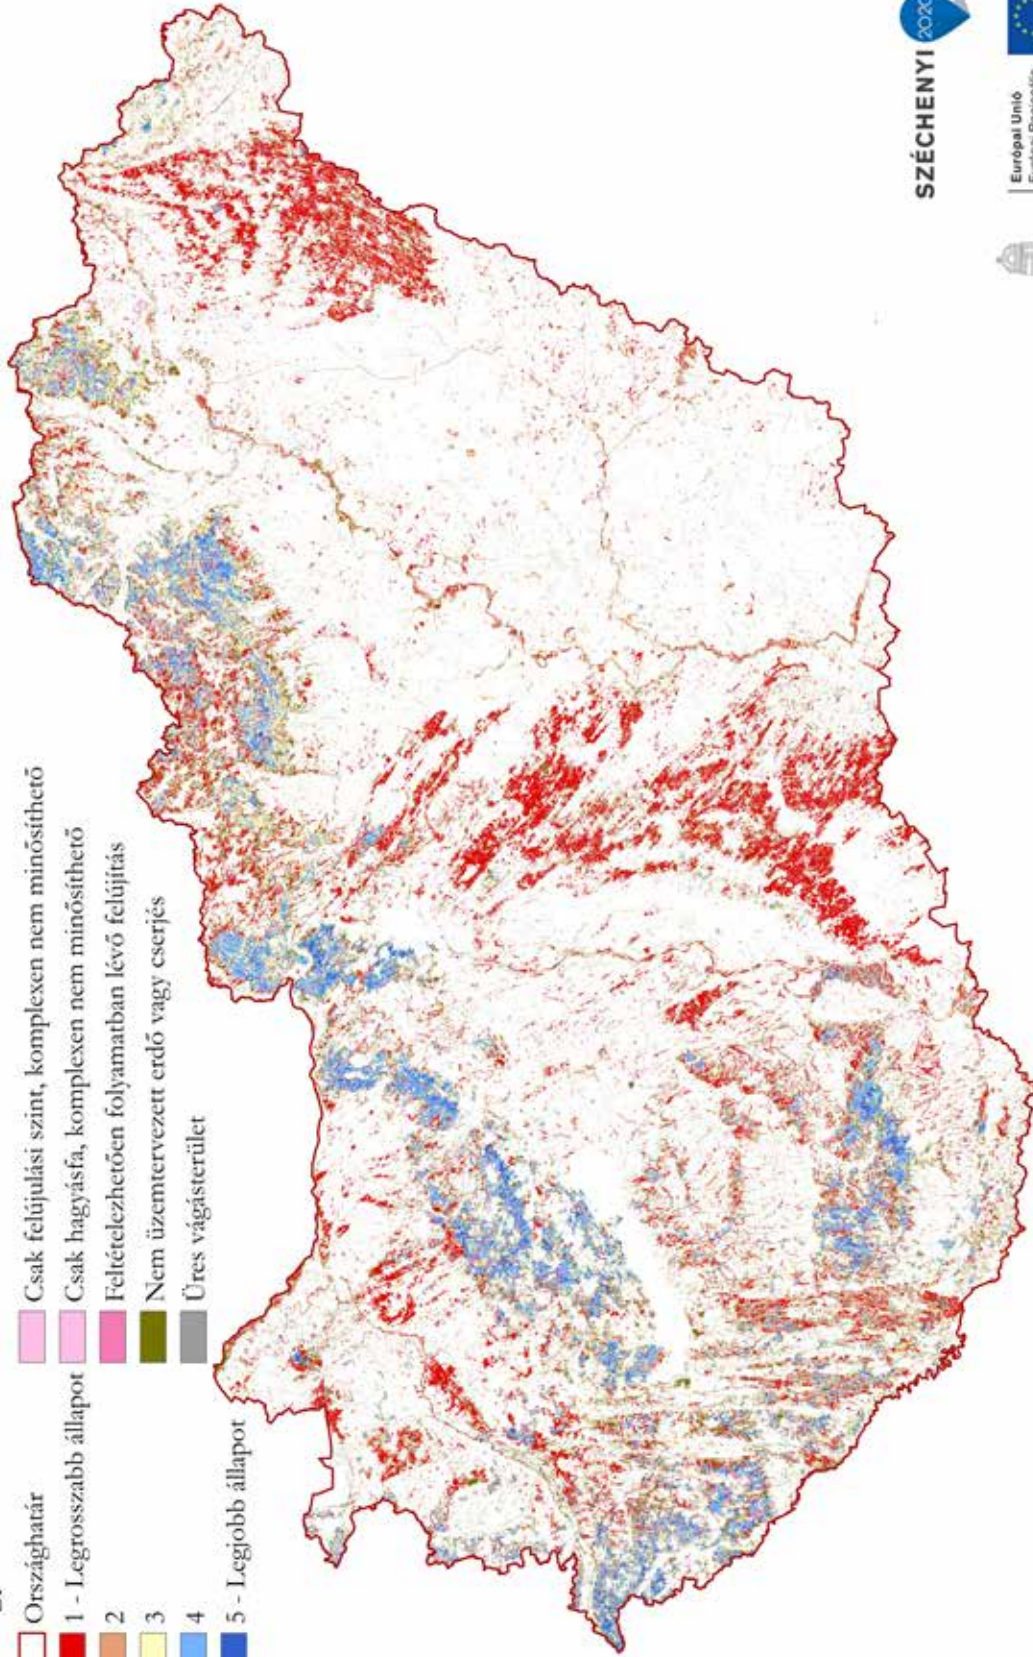 Országhatár
1 - Legrosszabb állapot
2
3
4
5 - Legjobb állapot
Csak felújulási szint, komplexen nem minősíthető
Csak hagyásfa, komplexen nem minősíthető
Feltételezhetően folyamatban lévő felújítás
Nem üzemtervezett erdő vagy cserjés
Üres vágásterület
SZÉCHENYI 2020
Európai Unió